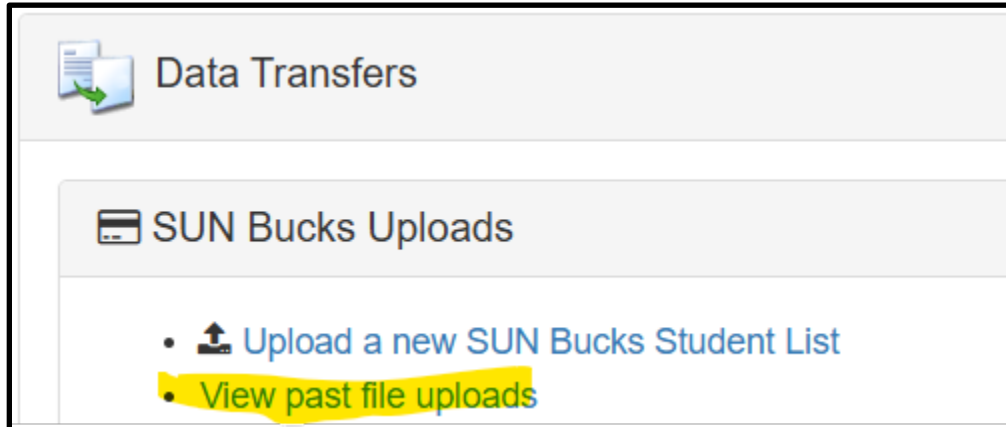 Data Transfers
SUN Bucks Uploads
Upload a new SUN Bucks Student List
View past file uploads